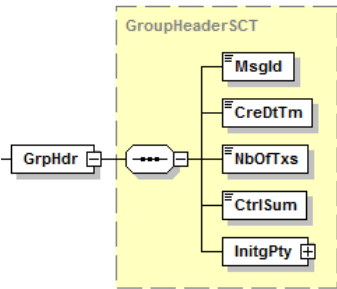 GroupHeaderSCT
MsgId
CreDtTm
GrpHdr
NbOfTxs
CtrlSum
InitgPty